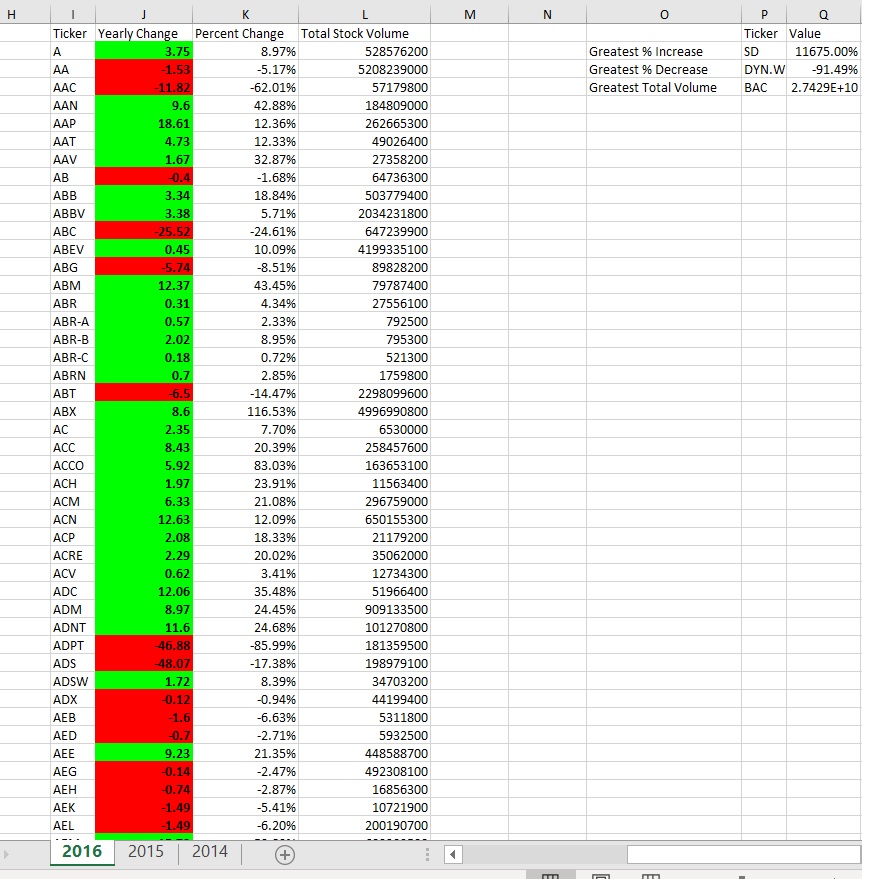 H I J K L M N O P Q
Ticker Yearly Change Percent Change Total Stock Volume Ticker Value
A 3.75 8.97% 528576200 Greatest % Increase SD 11675.00%
AA -1.53 -5.17% 5208239000 Greatest % Decrease DYN.W -91.49%
AAC -11.82 -62.01% 57179800 Greatest Total Volume BAC 2.7429E+10
AAN 9.6 42.88% 184809000
AAP 18.61 12.36% 262665300
AAT 4.73 12.33% 49026400
AAV 1.67 32.87% 27358200
AB -0.4 -1.68% 64736300
ABB 3.34 18.84% 503779400
ABBV 3.38 5.71% 2034231800
ABC -25.52 -24.61% 647239900
ABEV 0.45 10.09% 4199335100
ABG -5.74 -8.51% 89828200
ABM 12.37 43.45% 79787400
ABR 0.31 4.34% 27556100
ABR-A 0.57 2.33% 792500
ABR-B 2.02 8.95% 795300
ABR-C 0.18 0.72% 521300
ABRN 0.7 2.85% 1759800
ABT -6.5 -14.47% 2298099600
ABX 8.6 116.53% 4996990800
AC 2.35 7.70% 6530000
ACC 8.43 20.39% 258457600
ACCO 5.92 83.03% 163653100
ACH 1.97 23.91% 11563400
ACM 6.33 21.08% 296759000
ACN 12.63 12.09% 650155300
ACP 2.08 18.33% 21179200
ACRE 2.29 20.02% 35062000
ACV 0.62 3.41% 12734300
ADC 12.06 35.48% 51966400
ADM 8.97 24.45% 909133500
ADNT 11.6 24.68% 101270800
ADPT -46.88 -85.99% 181359500
ADS -48.07 -17.38% 198979100
ADSW 1.72 8.39% 34703200
ADX -0.12 -0.94% 44199400
AEB -1.6 -6.63% 5311800
AED -0.7 -2.71% 5932500
AEE 9.23 21.35% 448588700
AEG -0.14 -2.47% 492308100
AEH -0.74 -2.87% 16856300
AEK -1.49 -5.41% 10721900
AEL -1.49 -6.20% 200190700
2016 2015 2014